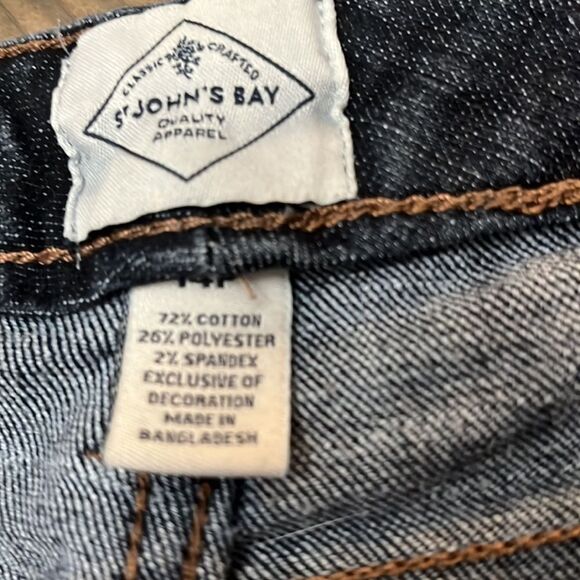 CLASSIC & CRAFTED
ST JOHN'S BAY
QUALITY
APPAREL
72% COTTON
26% POLYESTER
2% SPANDEX
EXCLUSIVE OF
DECORATION
MADE IN
BANGLADESH